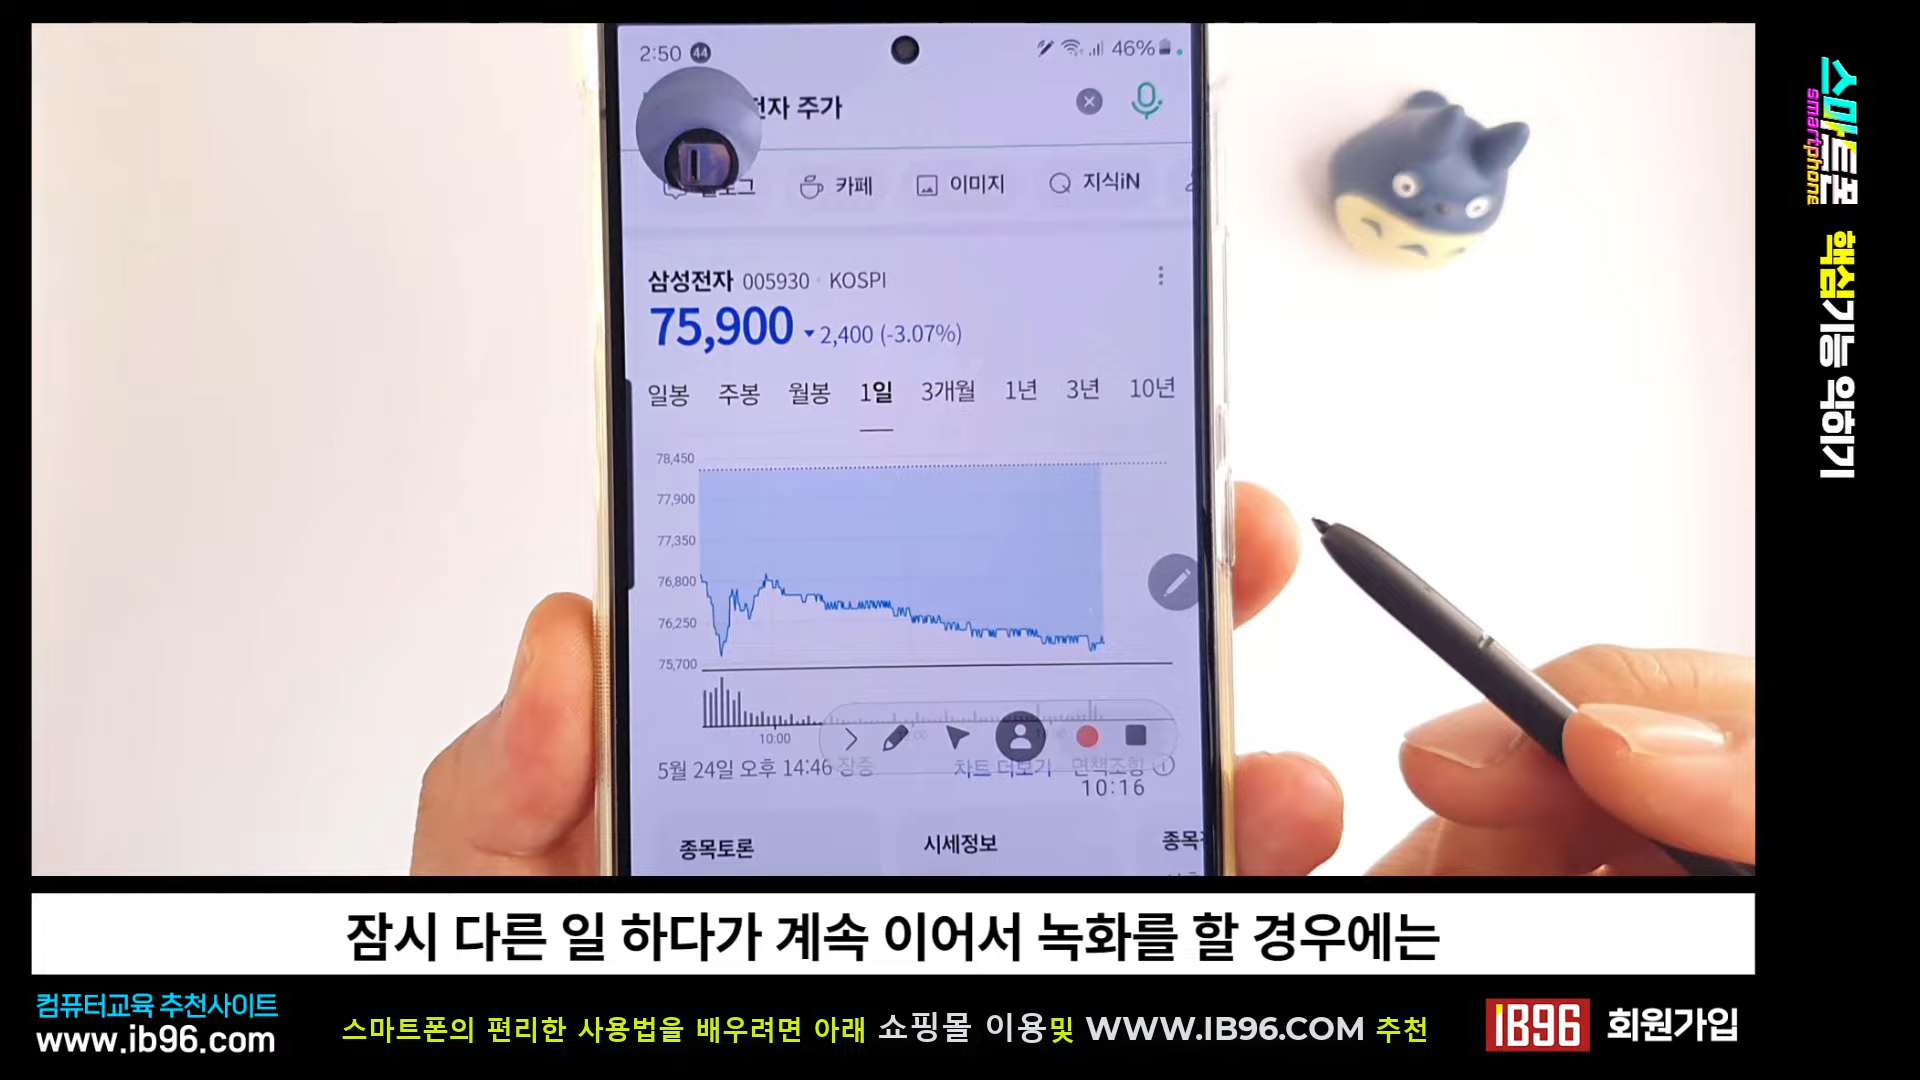 2:50 44 46%
전자 주가
카페 이미지 지식iN
삼성전자 005930 · KOSPI
75,900 ▼2,400 (-3.07%)
일봉 주봉 월봉 1일 3개월 1년 3년 10년
78,450
77,900
77,350
76,800
76,250
75,700
10:00
5월 24일 오후 14:46 장중 차트 더보기 면책조항
10:16
종목토론 시세정보 종목
스마트폰 핵심기능 익히기
smartphone
잠시 다른 일 하다가 계속 이어서 녹화를 할 경우에는
컴퓨터교육 추천사이트
www.ib96.com
스마트폰의 편리한 사용법을 배우려면 아래 쇼핑몰 이용및 WWW.IB96.COM 추천
IB96 회원가입